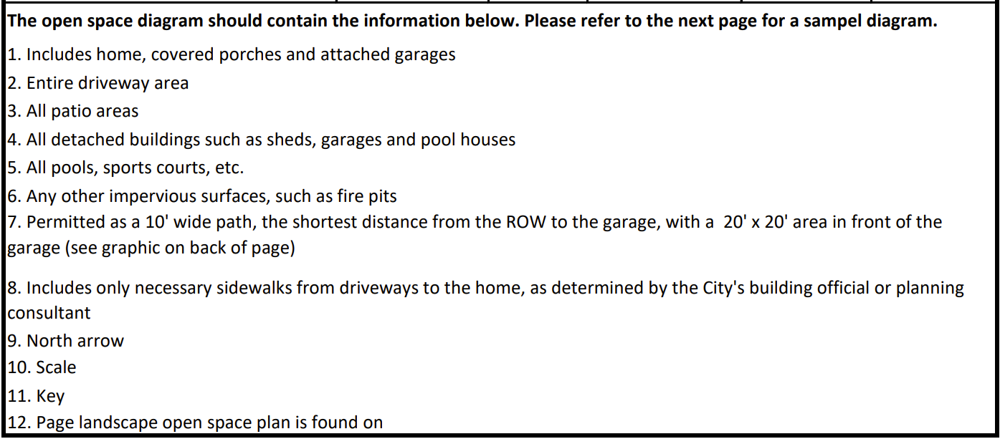 The open space diagram should contain the information below. Please refer to the next page for a sampel diagram.
1. Includes home, covered porches and attached garages
2. Entire driveway area
3. All patio areas
4. All detached buildings such as sheds, garages and pool houses
5. All pools, sports courts, etc.
6. Any other impervious surfaces, such as fire pits
7. Permitted as a 10' wide path, the shortest distance from the ROW to the garage, with a  20' x 20' area in front of the
garage (see graphic on back of page)
8. Includes only necessary sidewalks from driveways to the home, as determined by the City's building official or planning
consultant
9. North arrow
10. Scale
11. Key
12. Page landscape open space plan is found on